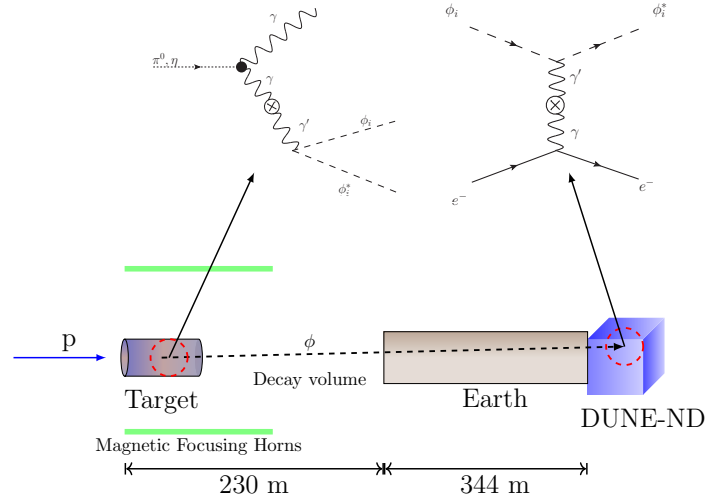 γ
π⁰, η
γ
γ′
ϕᵢ
ϕᵢ*
ϕᵢ
ϕᵢ*
γ′
γ
e⁻
e⁻
p
ϕ
Decay volume
Target
Earth
DUNE-ND
Magnetic Focusing Horns
230 m
344 m